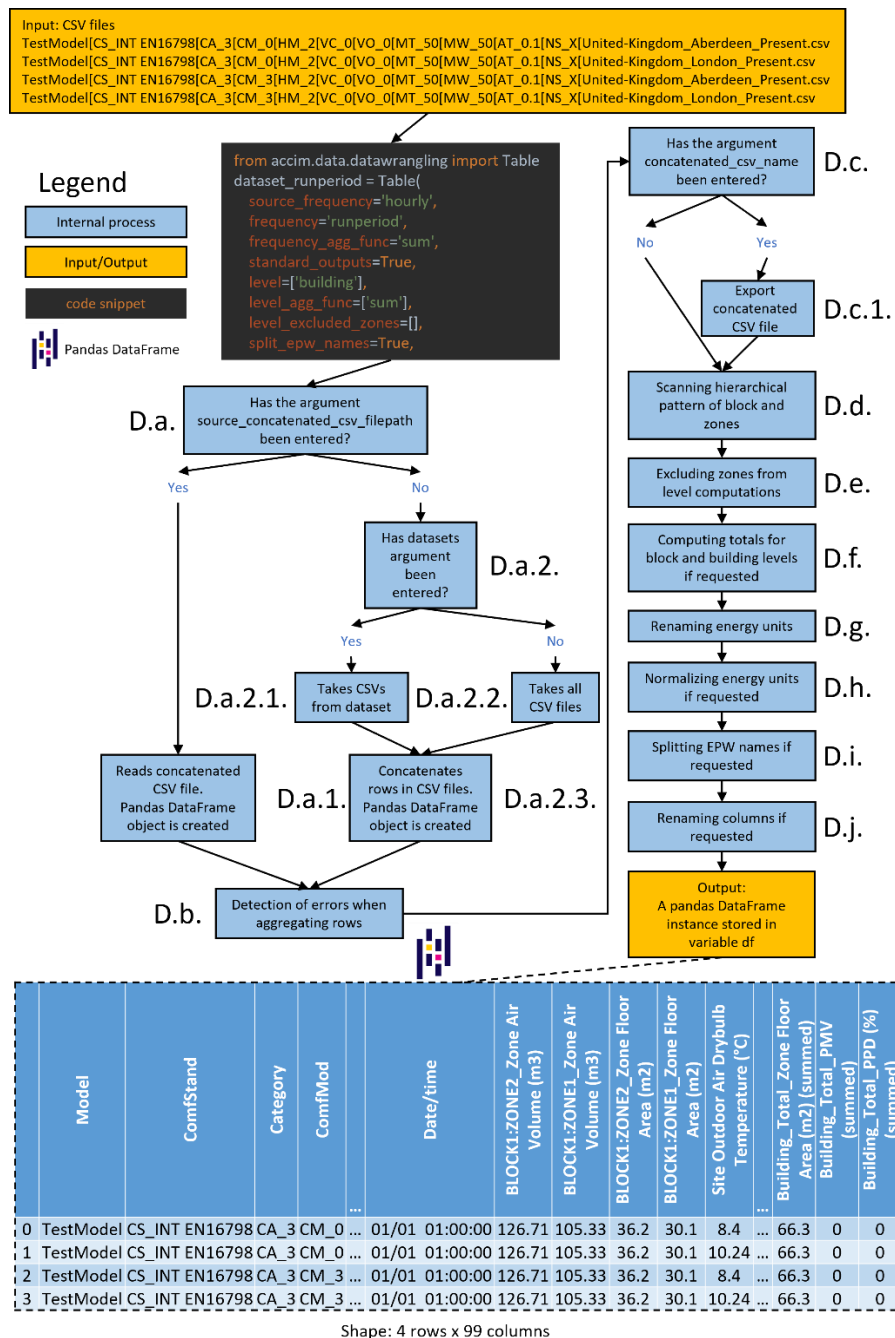 Input: CSV files
TestModel[CS_INT EN16798[CA_3[CM_0[HM_2[VC_0[VO_0[MT_50[MW_50[AT_0.1[NS_X[United-Kingdom_Aberdeen_Present.csv
TestModel[CS_INT EN16798[CA_3[CM_0[HM_2[VC_0[VO_0[MT_50[MW_50[AT_0.1[NS_X[United-Kingdom_London_Present.csv
TestModel[CS_INT EN16798[CA_3[CM_3[HM_2[VC_0[VO_0[MT_50[MW_50[AT_0.1[NS_X[United-Kingdom_Aberdeen_Present.csv
TestModel[CS_INT EN16798[CA_3[CM_3[HM_2[VC_0[VO_0[MT_50[MW_50[AT_0.1[NS_X[United-Kingdom_London_Present.csv
Legend
Internal process
Input/Output
code snippet
Pandas DataFrame
from accim.data.datawrangling import Table
dataset_runperiod = Table(
source_frequency='hourly',
frequency='runperiod',
frequency_agg_func='sum',
standard_outputs=True,
level=['building'],
level_agg_func=['sum'],
level_excluded_zones=[],
split_epw_names=True,
D.a.
Has the argument
source_concatenated_csv_filepath
been entered?
Yes
No
Has datasets
argument
been
entered?
D.a.2.
Yes
No
D.a.2.1.
Takes CSVs
from dataset
D.a.2.2.
Takes all
CSV files
Reads concatenated
CSV file.
Pandas DataFrame
object is created
D.a.1.
Concatenates
rows in CSV files.
Pandas DataFrame
object is created
D.a.2.3.
D.b.
Detection of errors when
aggregating rows
Has the argument
concatenated_csv_name
been entered?
D.c.
No
Yes
Export
concatenated
CSV file
D.c.1.
Scanning hierarchical
pattern of block and
zones
D.d.
Excluding zones from
level computations
D.e.
Computing totals for
block and building levels
if requested
D.f.
Renaming energy units
D.g.
Normalizing energy units
if requested
D.h.
Splitting EPW names if
requested
D.i.
Renaming columns if
requested
D.j.
Output:
A pandas DataFrame
instance stored in
variable df
Model
ComfStand
Category
ComfMod
...
Date/time
BLOCK1:ZONE2_Zone Air
Volume (m3)
BLOCK1:ZONE1_Zone Air
Volume (m3)
BLOCK1:ZONE2_Zone Floor
Area (m2)
BLOCK1:ZONE1_Zone Floor
Area (m2)
Site Outdoor Air Drybulb
Temperature (°C)
...
Building_Total_Zone Floor
Area (m2) (summed)
Building_Total_PMV
(summed)
Building_Total_PPD (%)
(summed)
0 TestModel CS_INT EN16798 CA_3 CM_0 ... 01/01 01:00:00 126.71 105.33 36.2 30.1 8.4 ... 66.3 0 0
1 TestModel CS_INT EN16798 CA_3 CM_0 ... 01/01 01:00:00 126.71 105.33 36.2 30.1 10.24 ... 66.3 0 0
2 TestModel CS_INT EN16798 CA_3 CM_3 ... 01/01 01:00:00 126.71 105.33 36.2 30.1 8.4 ... 66.3 0 0
3 TestModel CS_INT EN16798 CA_3 CM_3 ... 01/01 01:00:00 126.71 105.33 36.2 30.1 10.24 ... 66.3 0 0
Shape: 4 rows x 99 columns